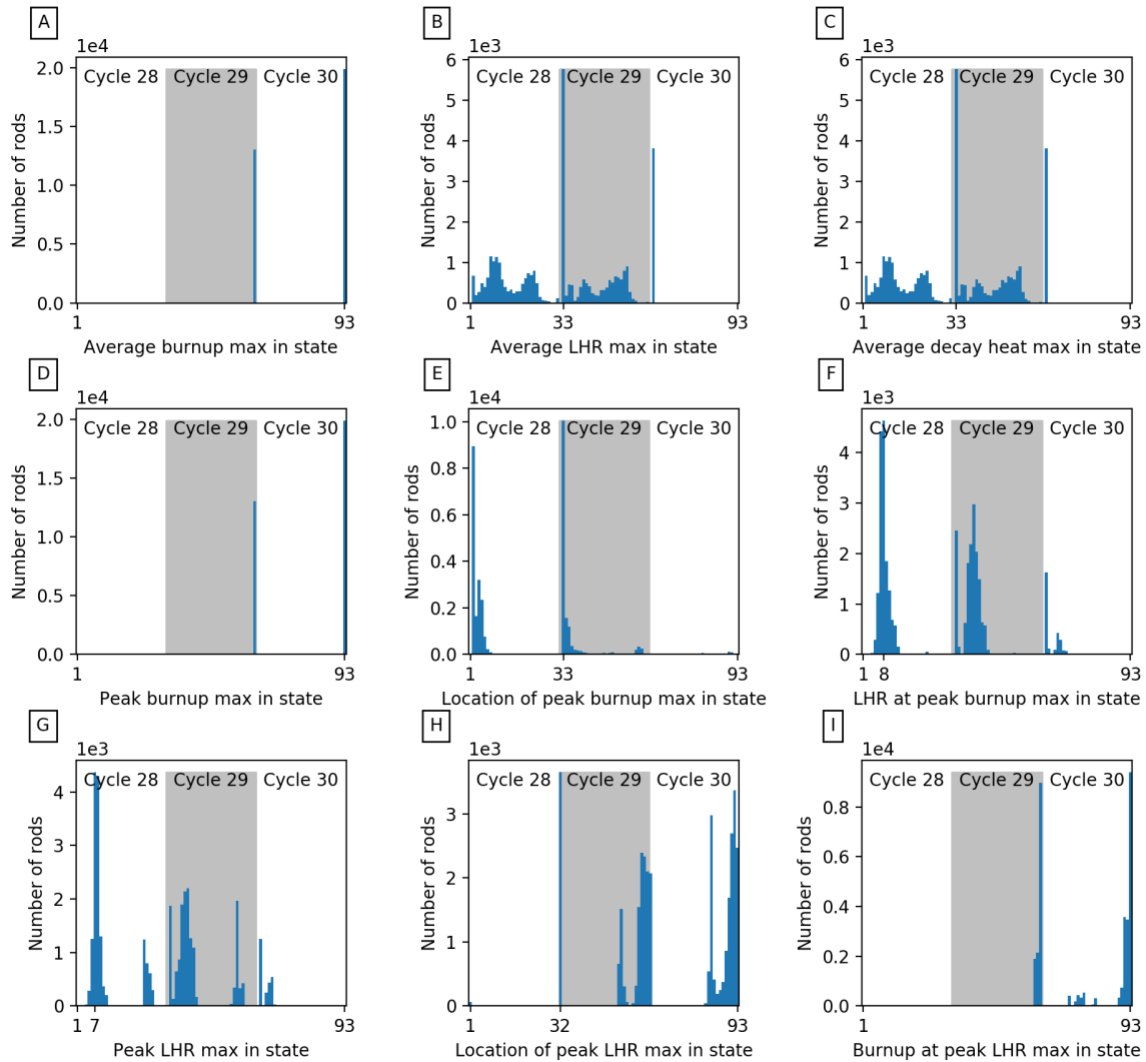 A
1e4
Cycle 28 Cycle 29 Cycle 30
2.0
1.5
1.0
0.5
0.0
Number of rods
1 93
Average burnup max in state
B
1e3
Cycle 28 Cycle 29 Cycle 30
6
5
4
3
2
1
0
Number of rods
1 33 93
Average LHR max in state
C
1e3
Cycle 28 Cycle 29 Cycle 30
6
5
4
3
2
1
0
Number of rods
1 33 93
Average decay heat max in state
D
1e4
Cycle 28 Cycle 29 Cycle 30
2.0
1.5
1.0
0.5
0.0
Number of rods
1 93
Peak burnup max in state
E
1e4
Cycle 28 Cycle 29 Cycle 30
1.0
0.8
0.6
0.4
0.2
0.0
Number of rods
1 33 93
Location of peak burnup max in state
F
1e3
Cycle 28 Cycle 29 Cycle 30
4
3
2
1
0
Number of rods
1 8 93
LHR at peak burnup max in state
G
1e3
Cycle 28 Cycle 29 Cycle 30
4
3
2
1
0
Number of rods
1 7 93
Peak LHR max in state
H
1e3
Cycle 28 Cycle 29 Cycle 30
3
2
1
0
Number of rods
1 32 93
Location of peak LHR max in state
I
1e4
Cycle 28 Cycle 29 Cycle 30
0.8
0.6
0.4
0.2
0.0
Number of rods
1 93
Burnup at peak LHR max in state